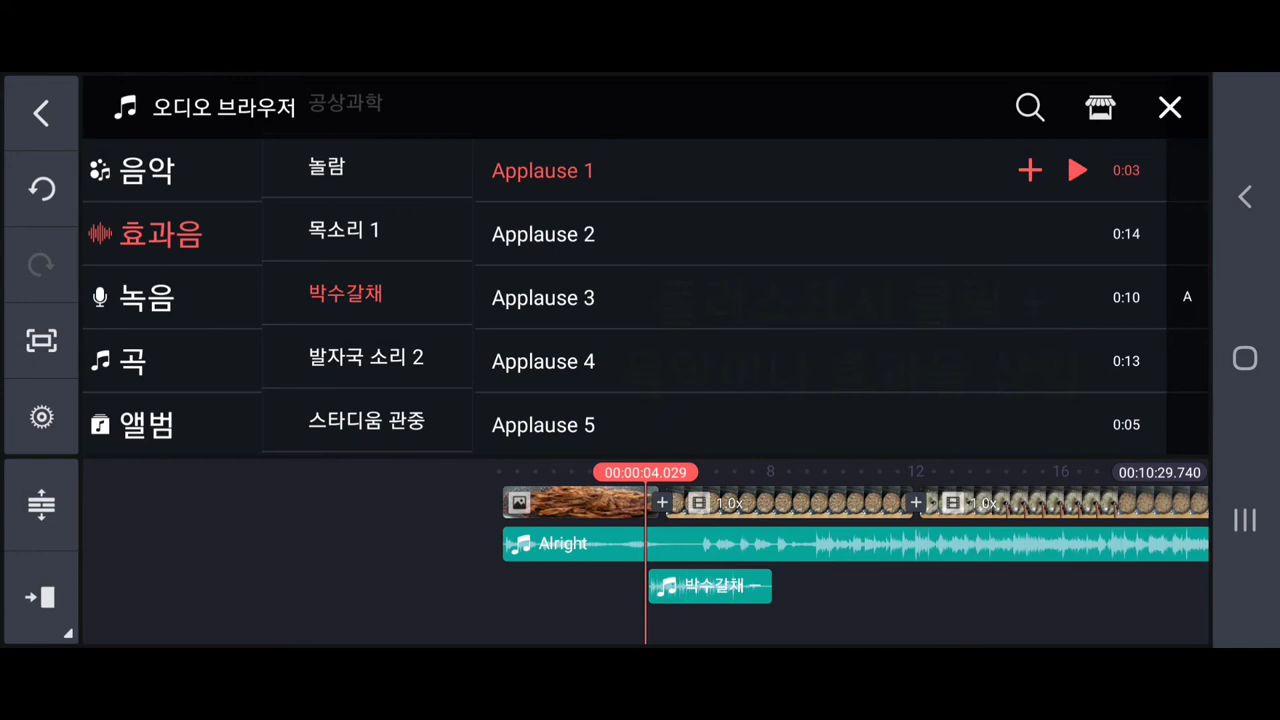 오디오 브라우저
공상과학
음악
효과음
녹음
곡
앨범
놀람
목소리 1
박수갈채
발자국 소리 2
스타디움 관중
Applause 1
0:03
Applause 2
0:14
Applause 3
0:10
A
Applause 4
0:13
Applause 5
0:05
00:00:04.029
8
12
16
00:10:29.740
1.0x
1.0x
Alright
박수갈채